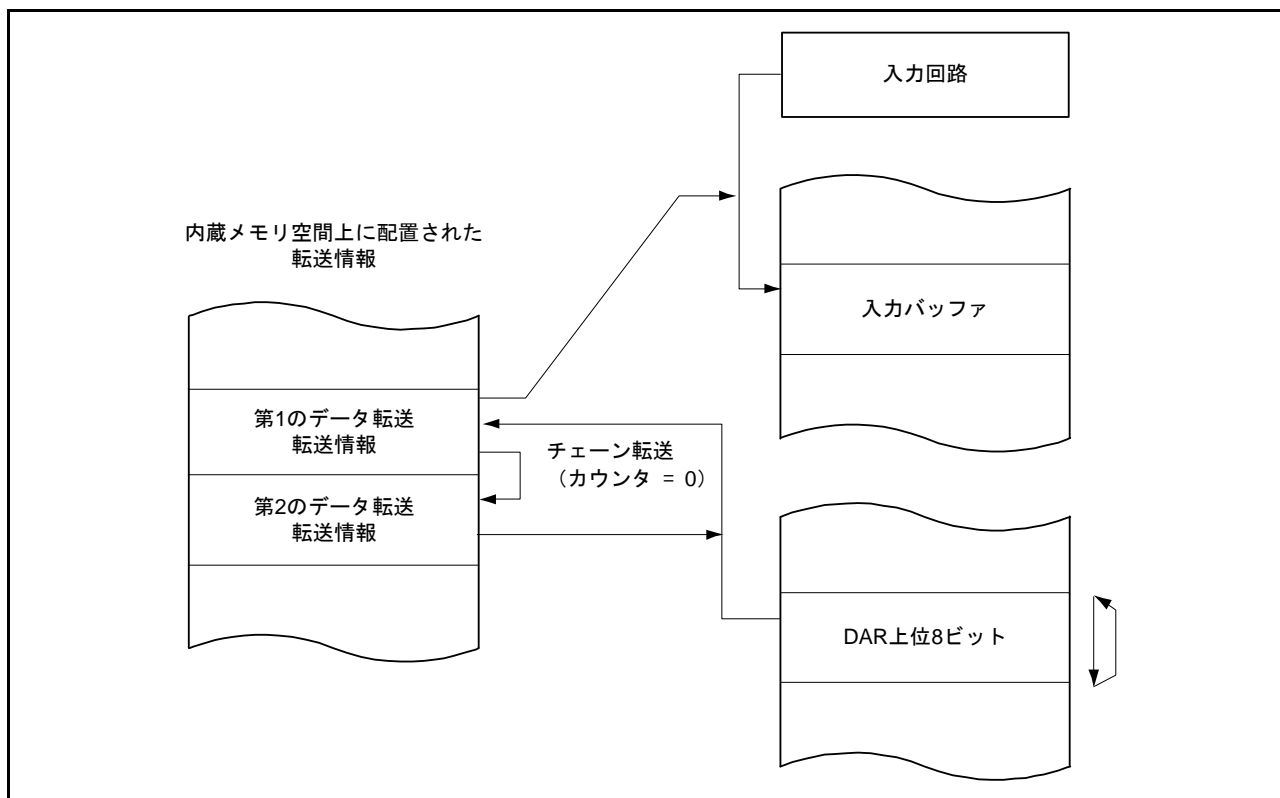 入力回路
内蔵メモリ空間上に配置された
転送情報
入力バッファ
第1のデータ転送
転送情報
チェーン転送
（カウンタ = 0）
第2のデータ転送
転送情報
DAR上位8ビット